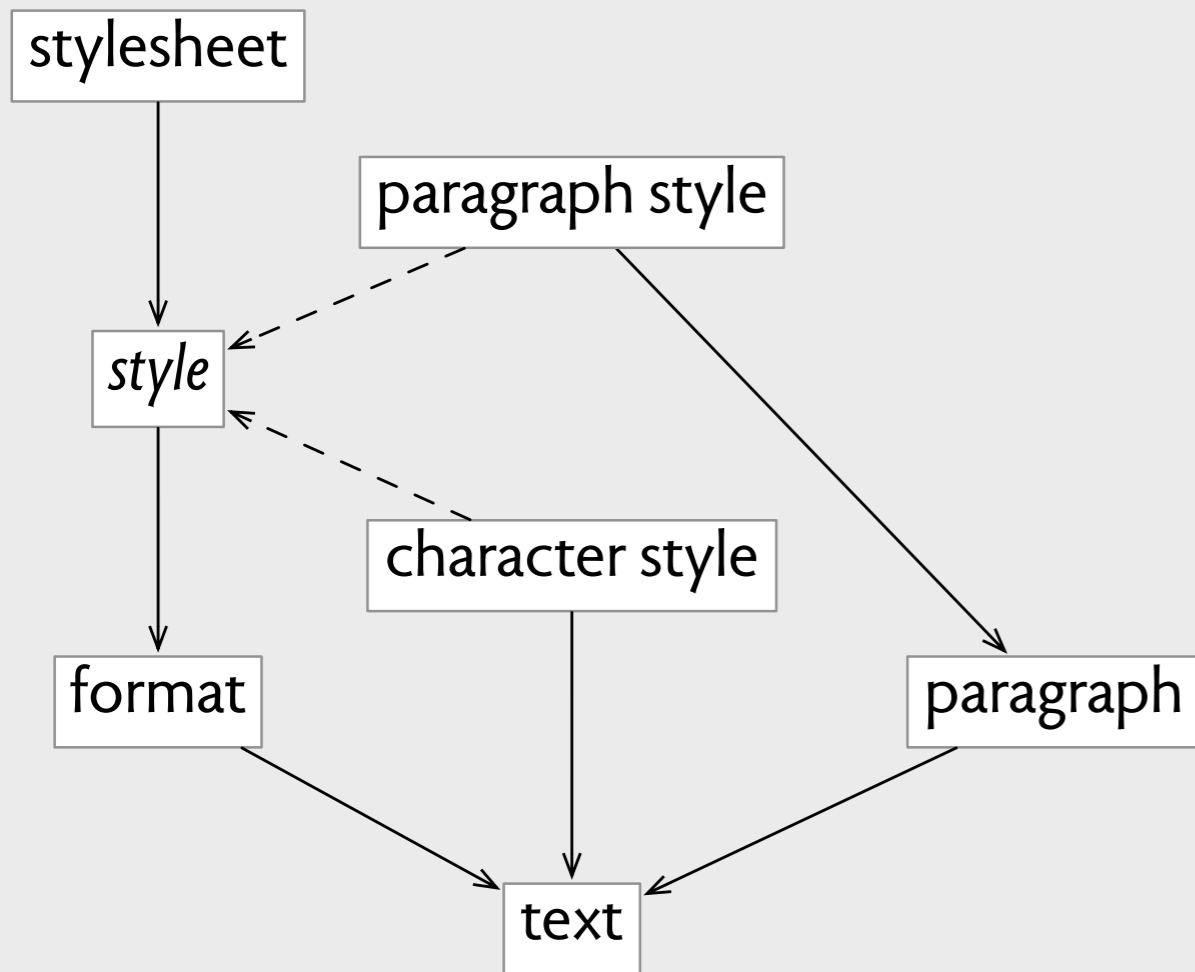 stylesheet
paragraph style
style
character style
format
paragraph
text